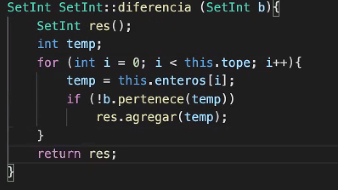 SetInt SetInt::diferencia (SetInt b){
    SetInt res();
    int temp;
    for (int i = 0; i < this.tope; i++){
        temp = this.enteros[i];
        if (!b.pertenece(temp))
            res.agregar(temp);
    }
    return res;
}